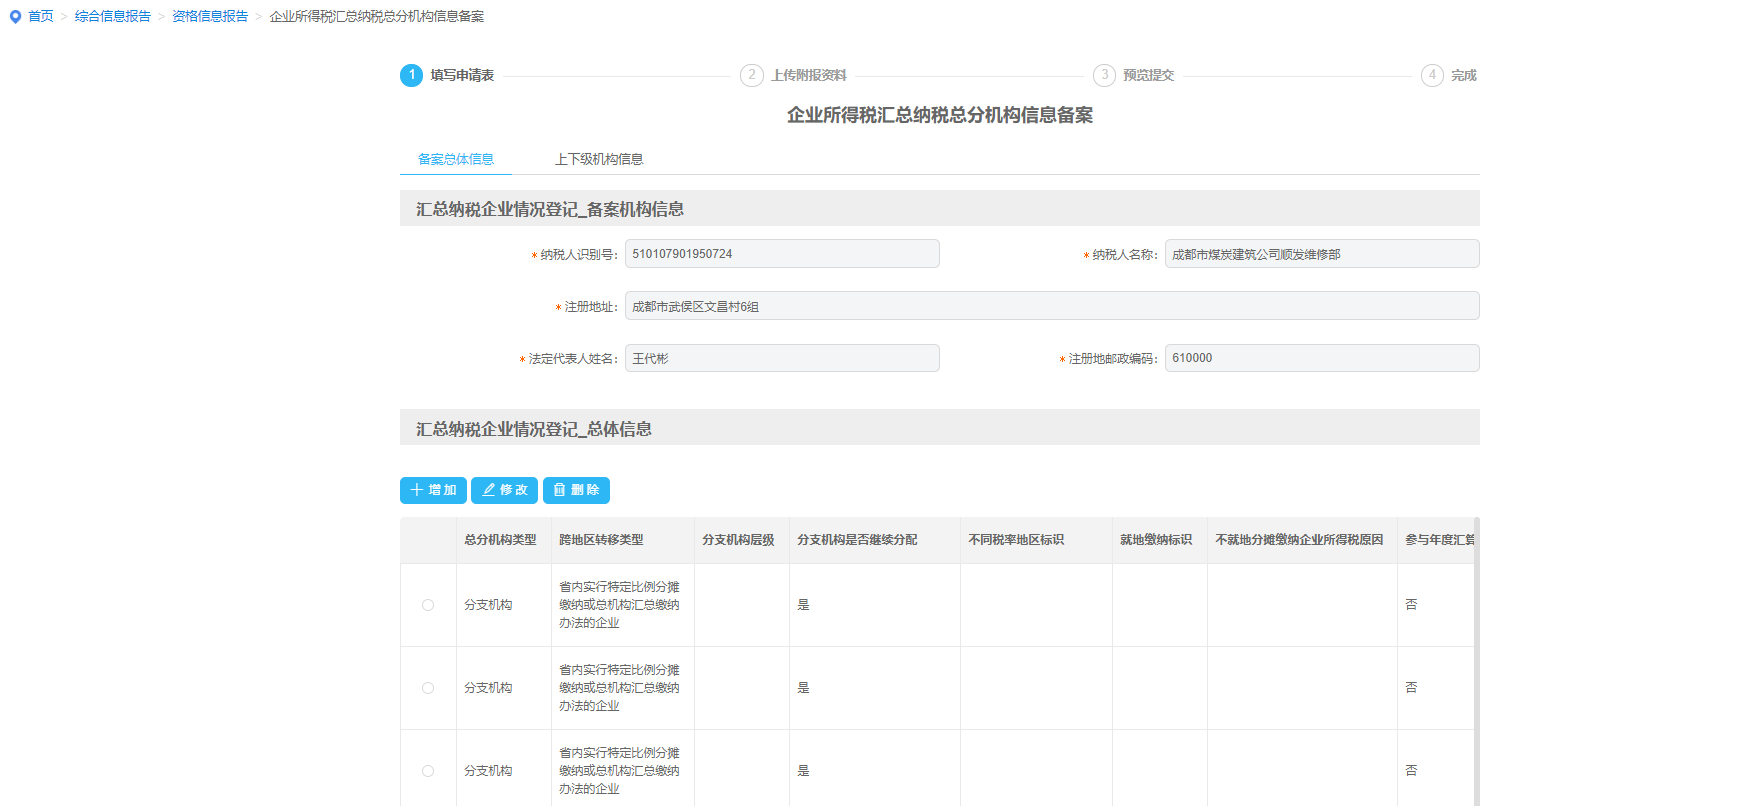 首页 > 综合信息报告 > 资格信息报告 > 企业所得税汇总纳税总分机构信息备案
1 填写申请表 2 上传附报资料 3 预览提交 4 完成
企业所得税汇总纳税总分机构信息备案
备案总体信息 上下级机构信息
汇总纳税企业情况登记_备案机构信息
*纳税人识别号: 510107901950724 *纳税人名称: 成都市煤炭建筑公司顺发维修部
*注册地址: 成都市武侯区文昌村6组
*法定代表人姓名: 王代彬 *注册地邮政编码: 610000
汇总纳税企业情况登记_总体信息
增加 修改 删除
总分机构类型 跨地区转移类型 分支机构层级 分支机构是否继续分配 不同税率地区标识 就地缴纳标识 不就地分摊缴纳企业所得税原因 参与年度汇算
分支机构 省内实行特定比例分摊 是 否
缴纳或总机构汇总缴纳
办法的企业
分支机构 省内实行特定比例分摊 是 否
缴纳或总机构汇总缴纳
办法的企业
分支机构 省内实行特定比例分摊 是 否
缴纳或总机构汇总缴纳
办法的企业